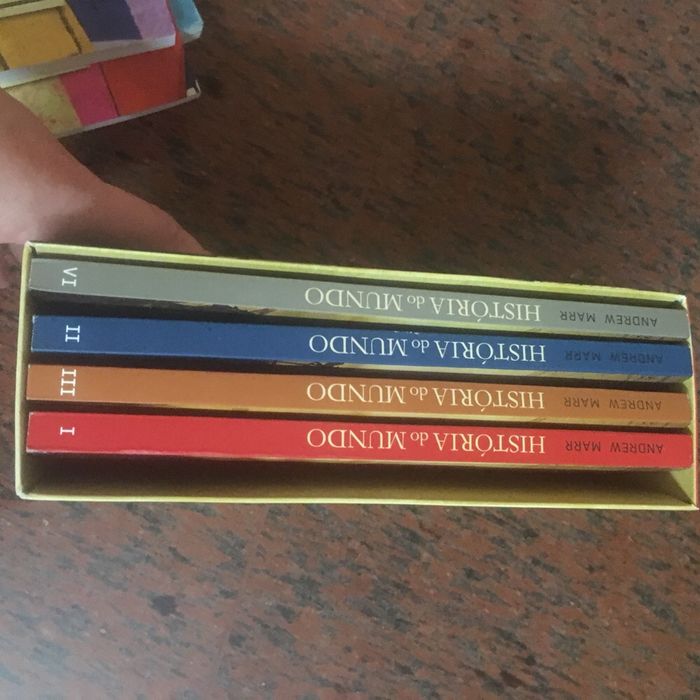 ANDREW MARR HISTÓRIA do MUNDO I
ANDREW MARR HISTÓRIA do MUNDO III
ANDREW MARR HISTÓRIA do MUNDO II
ANDREW MARR HISTÓRIA do MUNDO VI